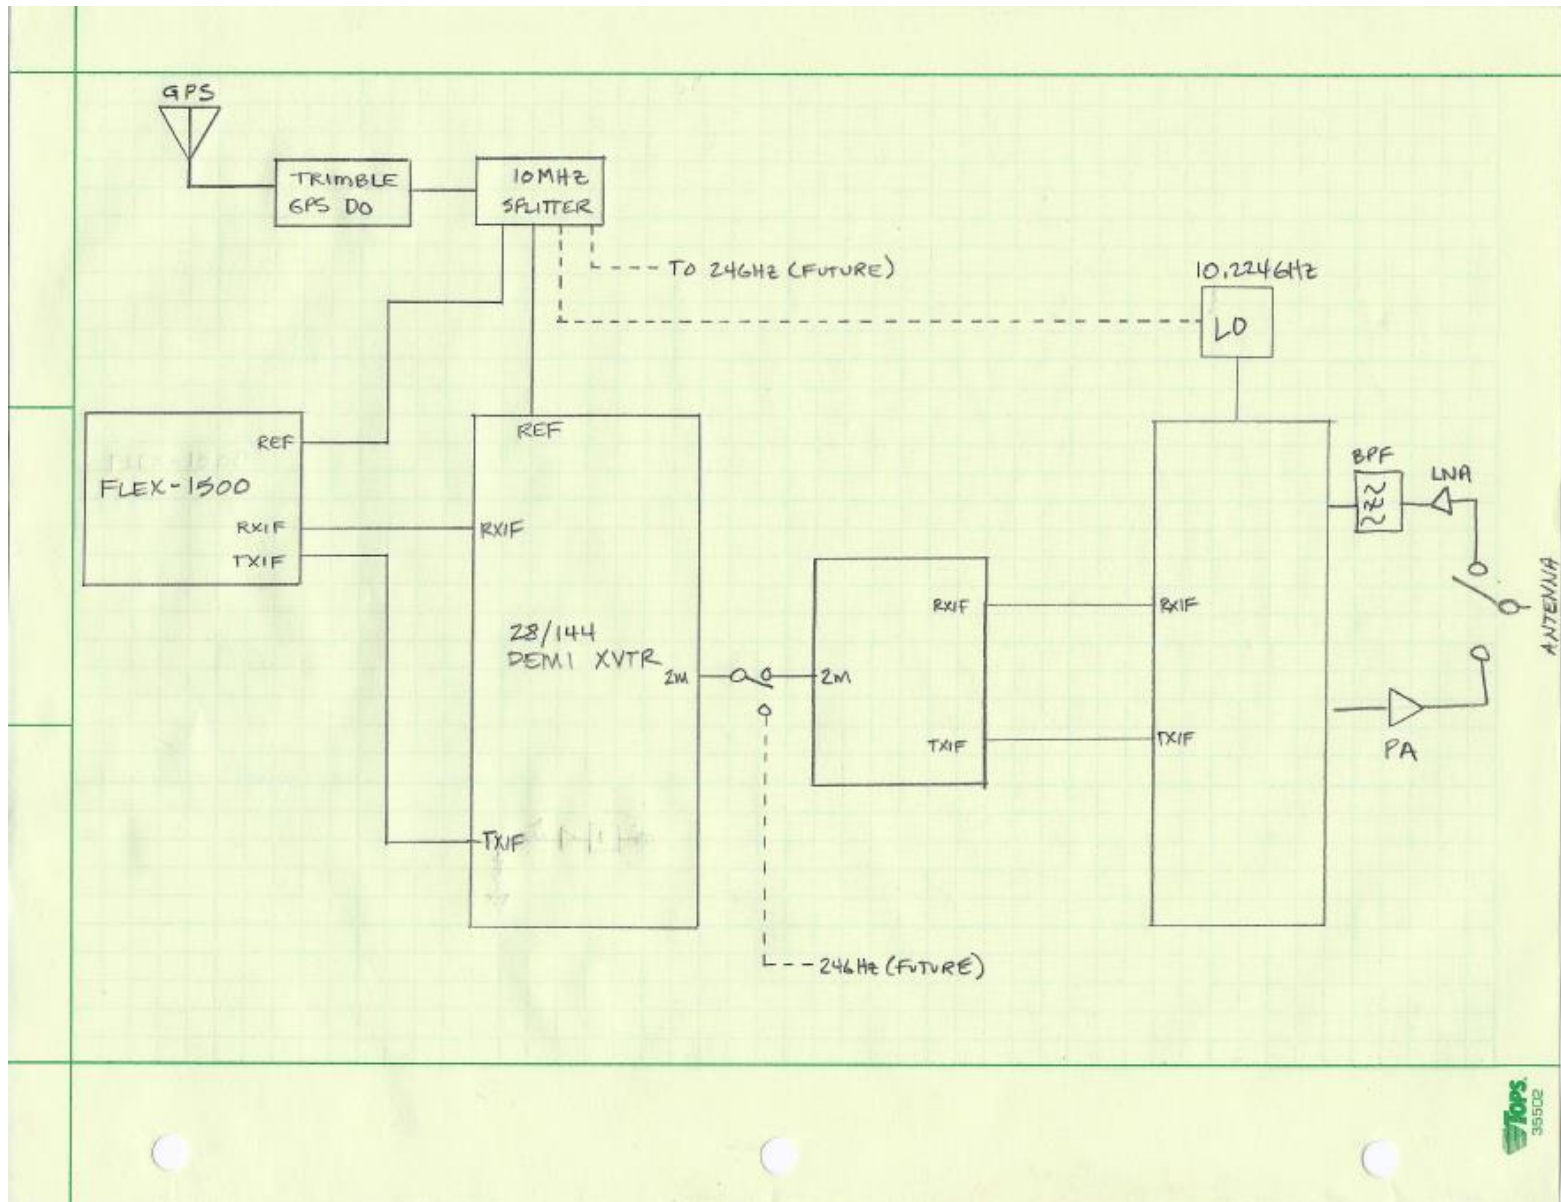 GPS
TRIMBLE
GPS DO
10MHZ
SPLITTER
TO 24GHZ (FUTURE)
10.224GHZ
LO
REF
FLEX-1500
RXIF
TXIF
REF
RXIF
28/144
DEMI XVTR
2M
TXIF
2M
RXIF
TXIF
RXIF
TXIF
BPF
LNA
ANTENNA
PA
24GHZ (FUTURE)
TOPS.
35502